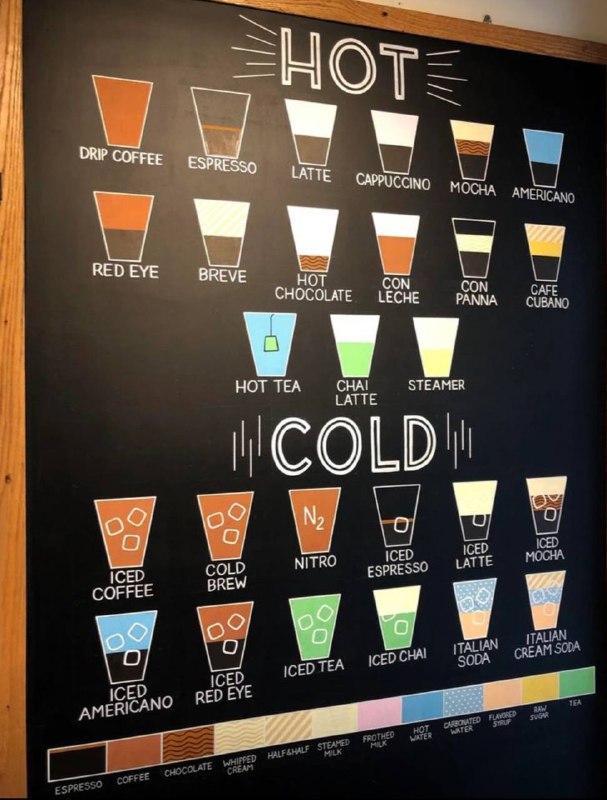 HOT
DRIP COFFEE
ESPRESSO
LATTE
CAPPUCCINO
MOCHA
AMERICANO
RED EYE
BREVE
HOT
CHOCOLATE
CON
LECHE
CON
PANNA
CAFE
CUBANO
HOT TEA
CHAI
LATTE
STEAMER
COLD
ICED
COFFEE
COLD
BREW
N₂
NITRO
ICED
ESPRESSO
ICED
LATTE
ICED
MOCHA
ICED
AMERICANO
ICED
RED EYE
ICED TEA
ICED CHAI
ITALIAN
SODA
ITALIAN
CREAM SODA
ESPRESSO
COFFEE
CHOCOLATE
WHIPPED
CREAM
HALF&HALF
STEAMED
MILK
FROTHED
MILK
HOT
WATER
CARBONATED
WATER
FLAVORED
SYRUP
RAW
SUGAR
TEA